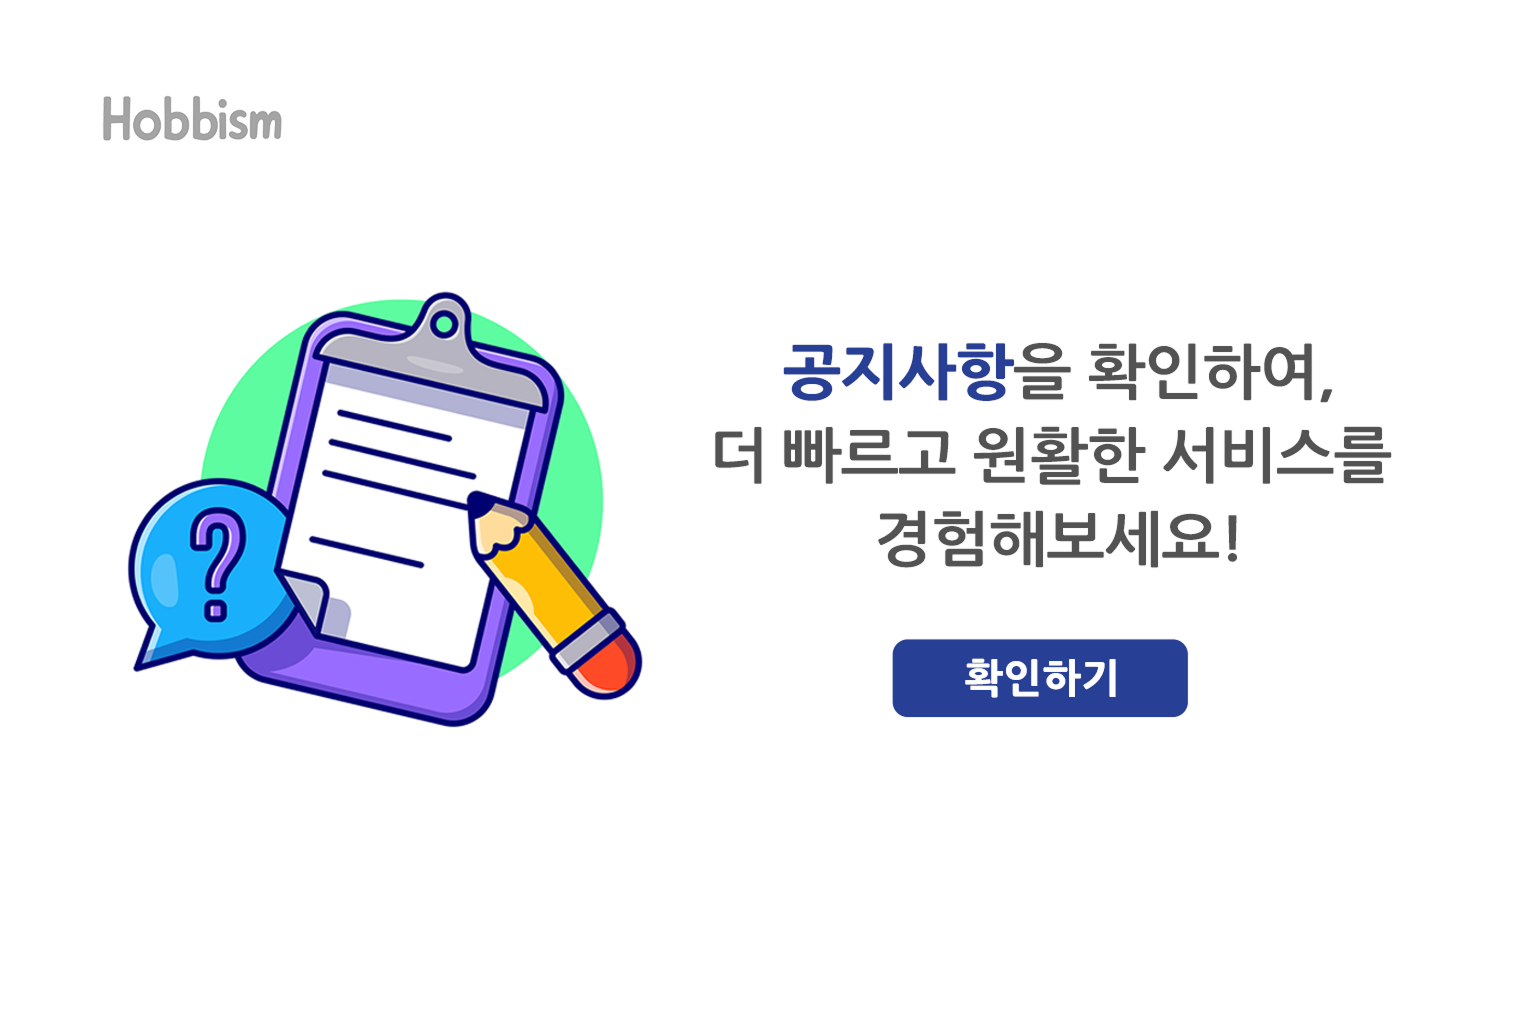 Hobbism
공지사항을 확인하여,
더 빠르고 원활한 서비스를
경험해보세요!
확인하기
?